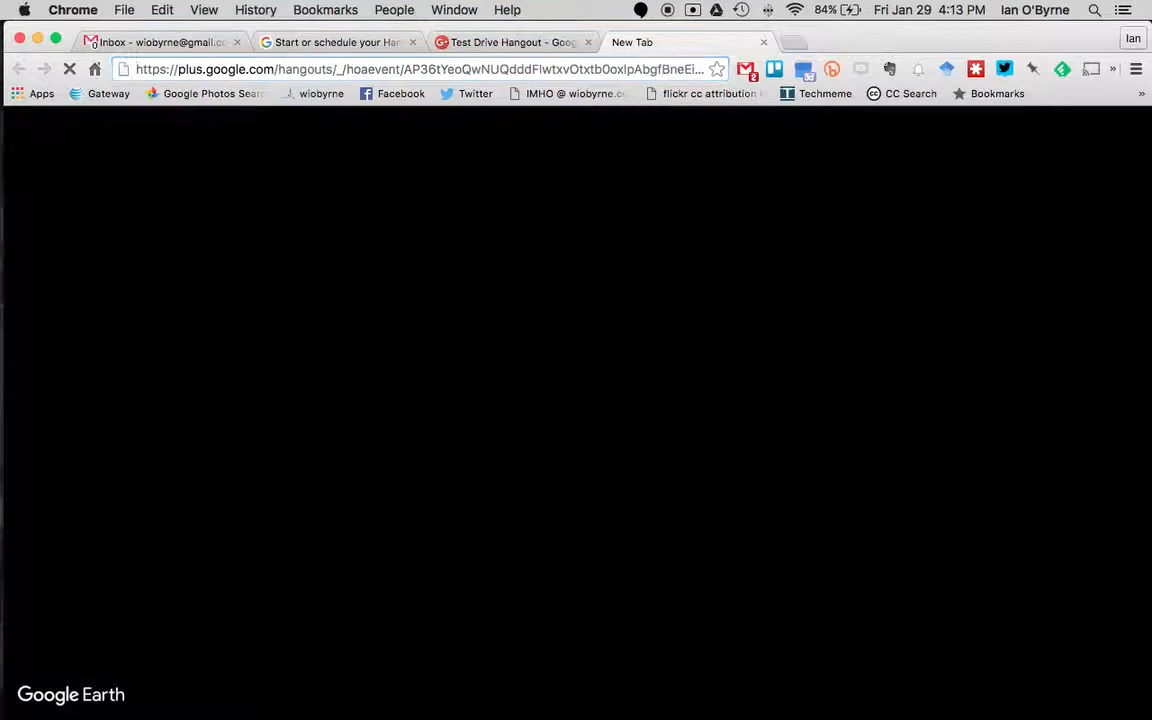 Chrome File Edit View History Bookmarks People Window Help 84% Fri Jan 29 4:13 PM Ian O'Byrne
Inbox - wiobyrne@gmail.co Start or schedule your Han Test Drive Hangout - Goog New Tab Ian
https://plus.google.com/hangouts/_/hoaevent/AP36tYeoQwNUQdddFlwtxvOtxtb0oxlpAbgfBneEi...
Apps Gateway Google Photos Sear wiobyrne Facebook Twitter IMHO @ wiobyrne.c flickr cc attribution Techmeme CC Search Bookmarks »
Google Earth